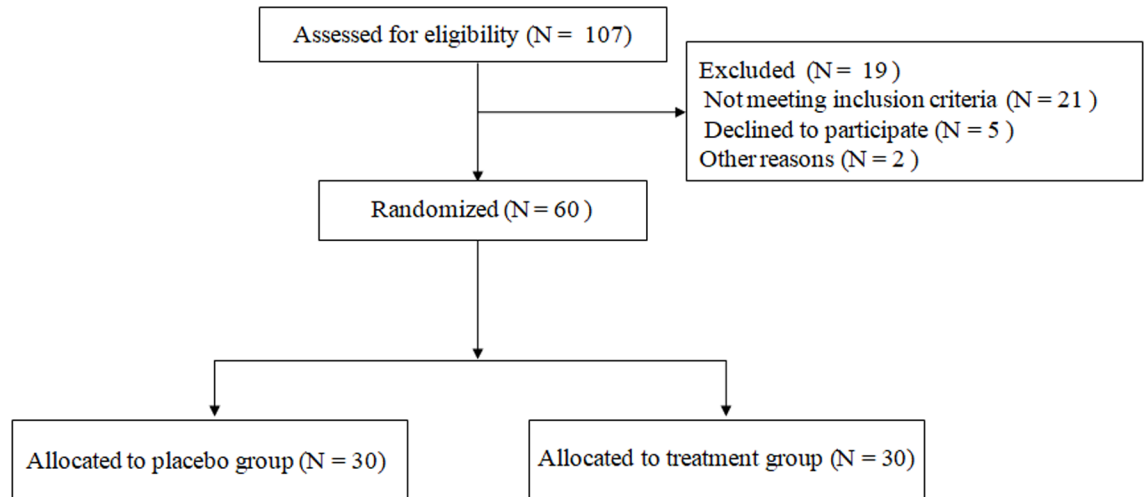 Assessed for eligibility (N = 107)
Excluded (N= 19 )
Not meeting inclusion criteria (N = 21 )
Declined to participate (N = 5 )
Other reasons (N = 2 )
Randomized (N = 60 )
Allocated to placebo group (N = 30)
Allocated to treatment group (N = 30)